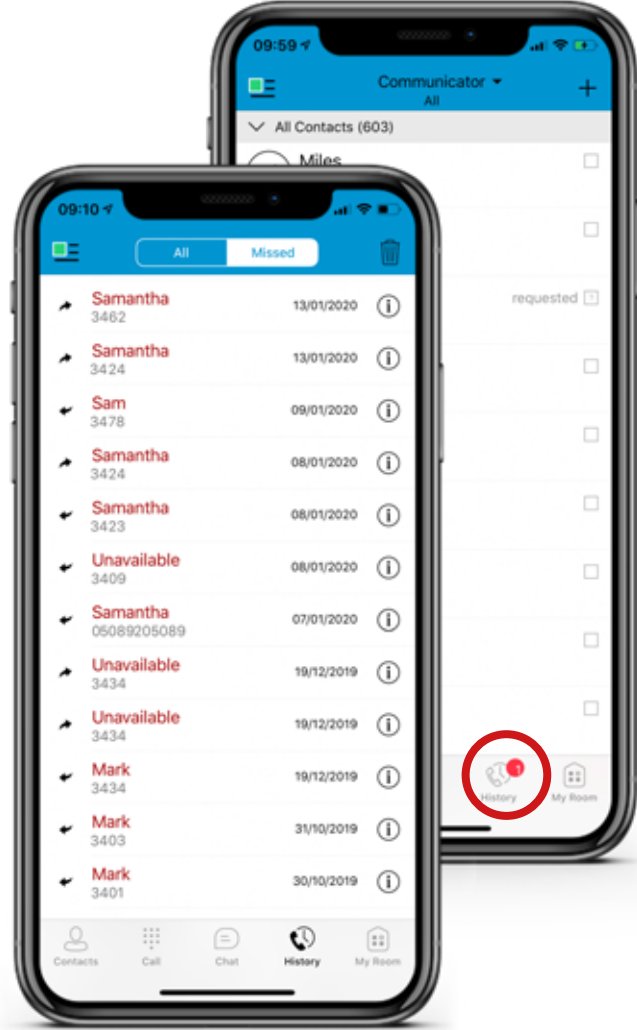 09:59
Communicator
All
All Contacts (603)
Miles
requested
History
My Room
09:10
All Missed
Samantha
3462
13/01/2020
Samantha
3424
13/01/2020
Sam
3478
09/01/2020
Samantha
3424
08/01/2020
Samantha
3423
08/01/2020
Unavailable
3409
08/01/2020
Samantha
05089205089
07/01/2020
Unavailable
3434
19/12/2019
Unavailable
3434
19/12/2019
Mark
3434
19/12/2019
Mark
3403
31/10/2019
Mark
3401
30/10/2019
Contacts Call Chat History My Room